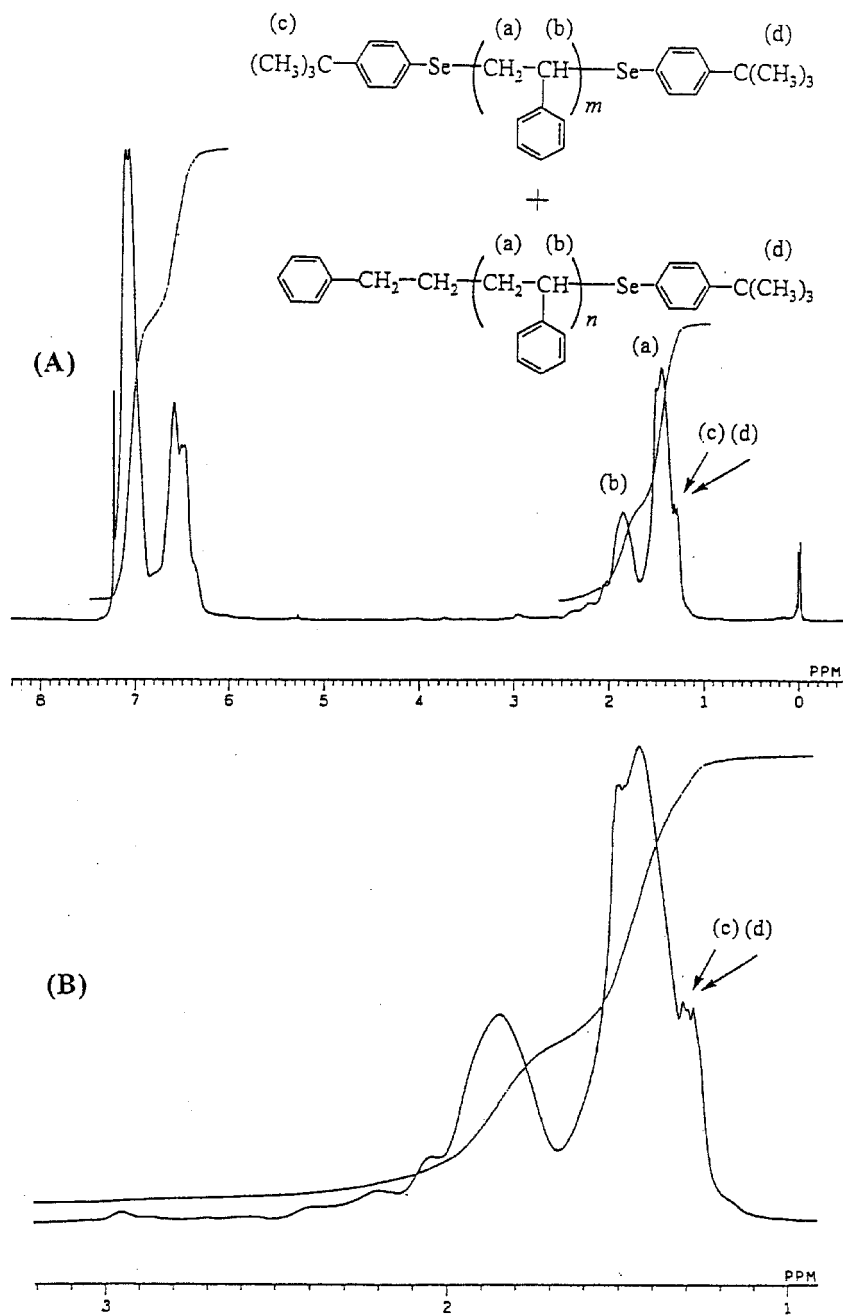 (c) (a) (b) (d)
(CH₃)₃C Se CH₂ CH Se C(CH₃)₃
m
+
(a) (b) (d)
CH₂ CH₂ CH₂ CH Se C(CH₃)₃
n
(A)
(a)
(c) (d)
(b)
PPM
8 7 6 5 4 3 2 1 0
(c) (d)
(B)
PPM
3 2 1